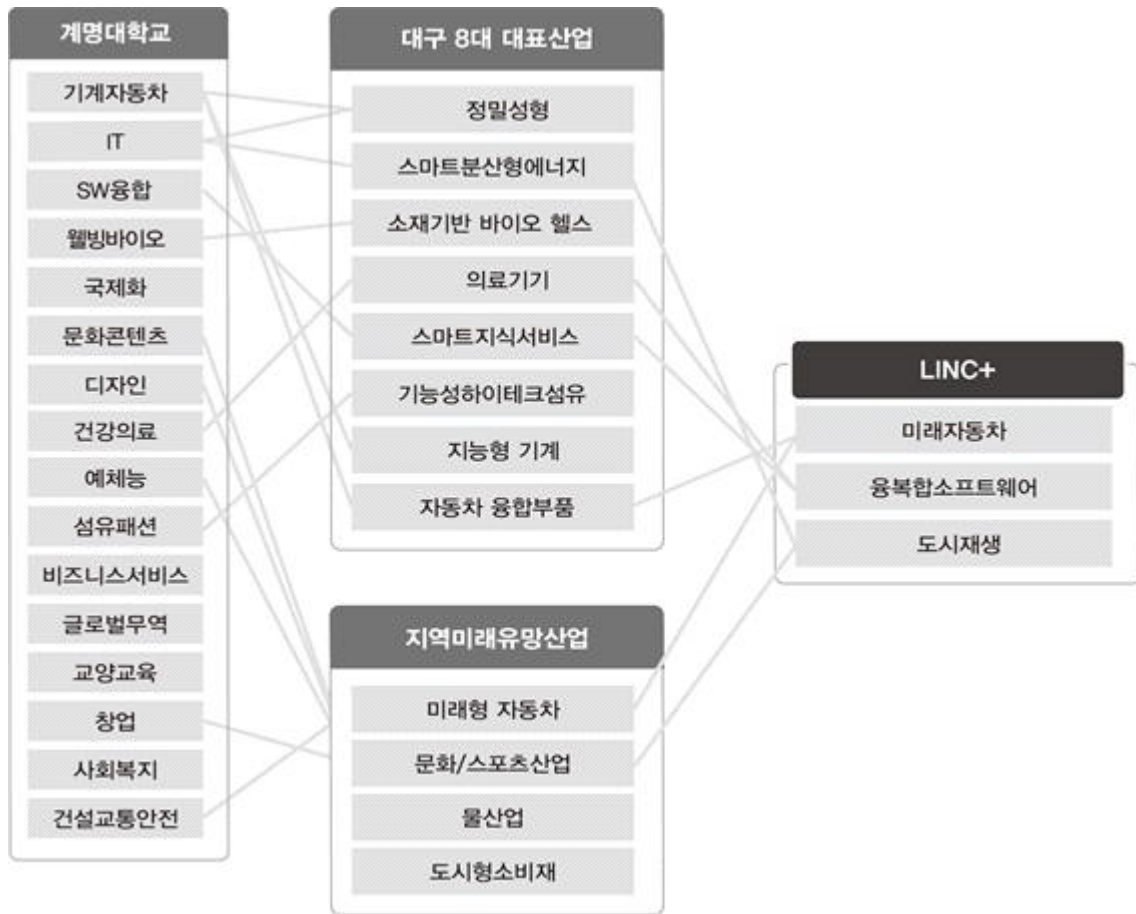 계명대학교
기계자동차
IT
SW융합
웰빙바이오
국제화
문화콘텐츠
디자인
건강의료
예체능
섬유패션
비즈니스서비스
글로벌무역
교양교육
창업
사회복지
건설교통안전
대구 8대 대표산업
정밀성형
스마트분산형에너지
소재기반 바이오 헬스
의료기기
스마트지식서비스
기능성하이테크섬유
지능형 기계
자동차 융합부품
지역미래유망산업
미래형 자동차
문화/스포츠산업
물산업
도시형소비재
LINC+
미래자동차
융복합소프트웨어
도시재생